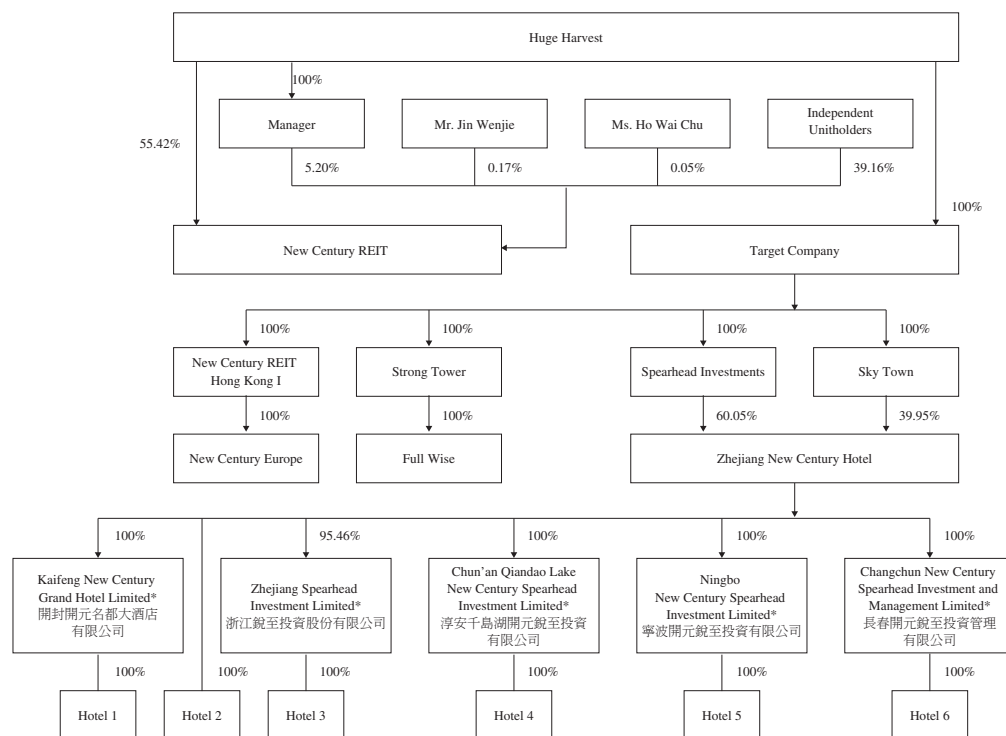 Huge Harvest
100%
Manager
Mr. Jin Wenjie
Ms. Ho Wai Chu
Independent
Unitholders
55.42%
5.20%
0.17%
0.05%
39.16%
100%
New Century REIT
Target Company
100%
100%
100%
100%
New Century REIT
Hong Kong I
Strong Tower
Spearhead Investments
Sky Town
100%
100%
60.05%
39.95%
New Century Europe
Full Wise
Zhejiang New Century Hotel
100%
95.46%
100%
100%
100%
Kaifeng New Century
Grand Hotel Limited*
開封開元名都大酒店
有限公司
Zhejiang Spearhead
Investment Limited*
浙江銳至投資股份有限公司
Chun'an Qiandao Lake
New Century Spearhead
Investment Limited*
淳安千島湖開元銳至投資
有限公司
Ningbo
New Century Spearhead
Investment Limited*
寧波開元銳至投資有限公司
Changchun New Century
Spearhead Investment and
Management Limited*
長春開元銳至投資管理
有限公司
100%
100%
100%
100%
100%
100%
Hotel 1
Hotel 2
Hotel 3
Hotel 4
Hotel 5
Hotel 6